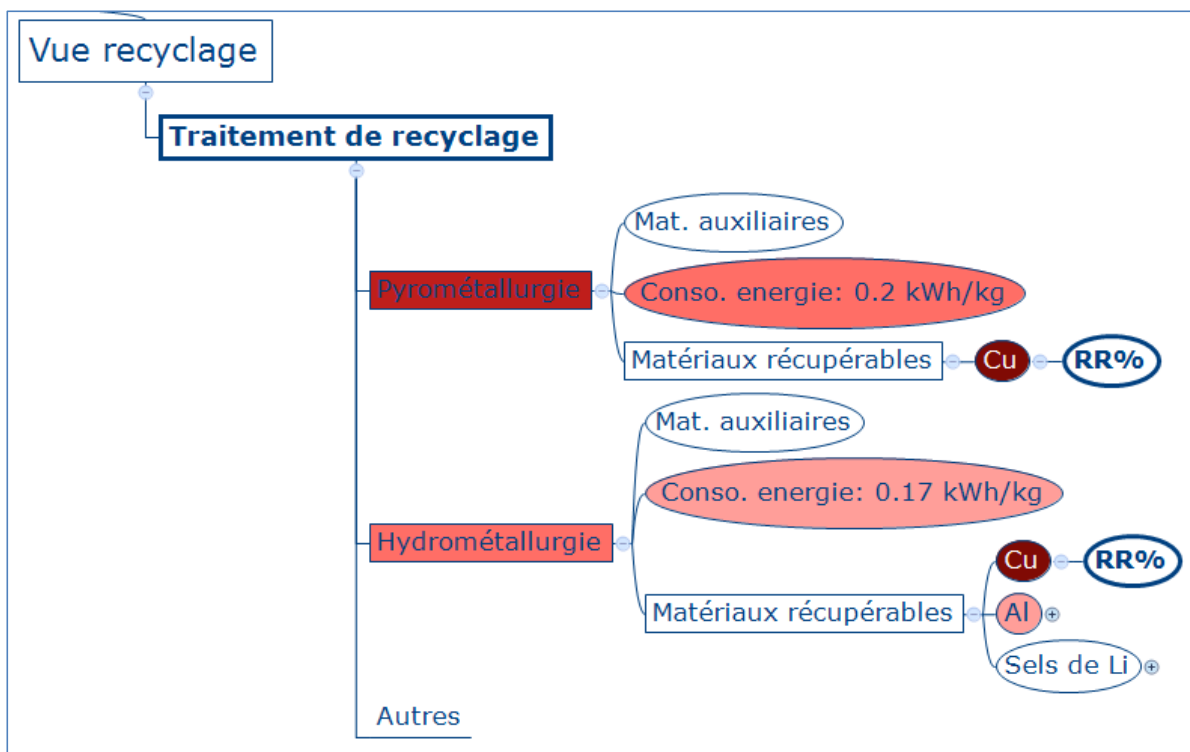 Vue recyclage
Traitement de recyclage
Pyrométallurgie
Mat. auxiliaires
Conso. energie: 0.2 kWh/kg
Matériaux récupérables
Cu
RR%
Hydrométallurgie
Mat. auxiliaires
Conso. energie: 0.17 kWh/kg
Matériaux récupérables
Cu
RR%
Al
Sels de Li
Autres